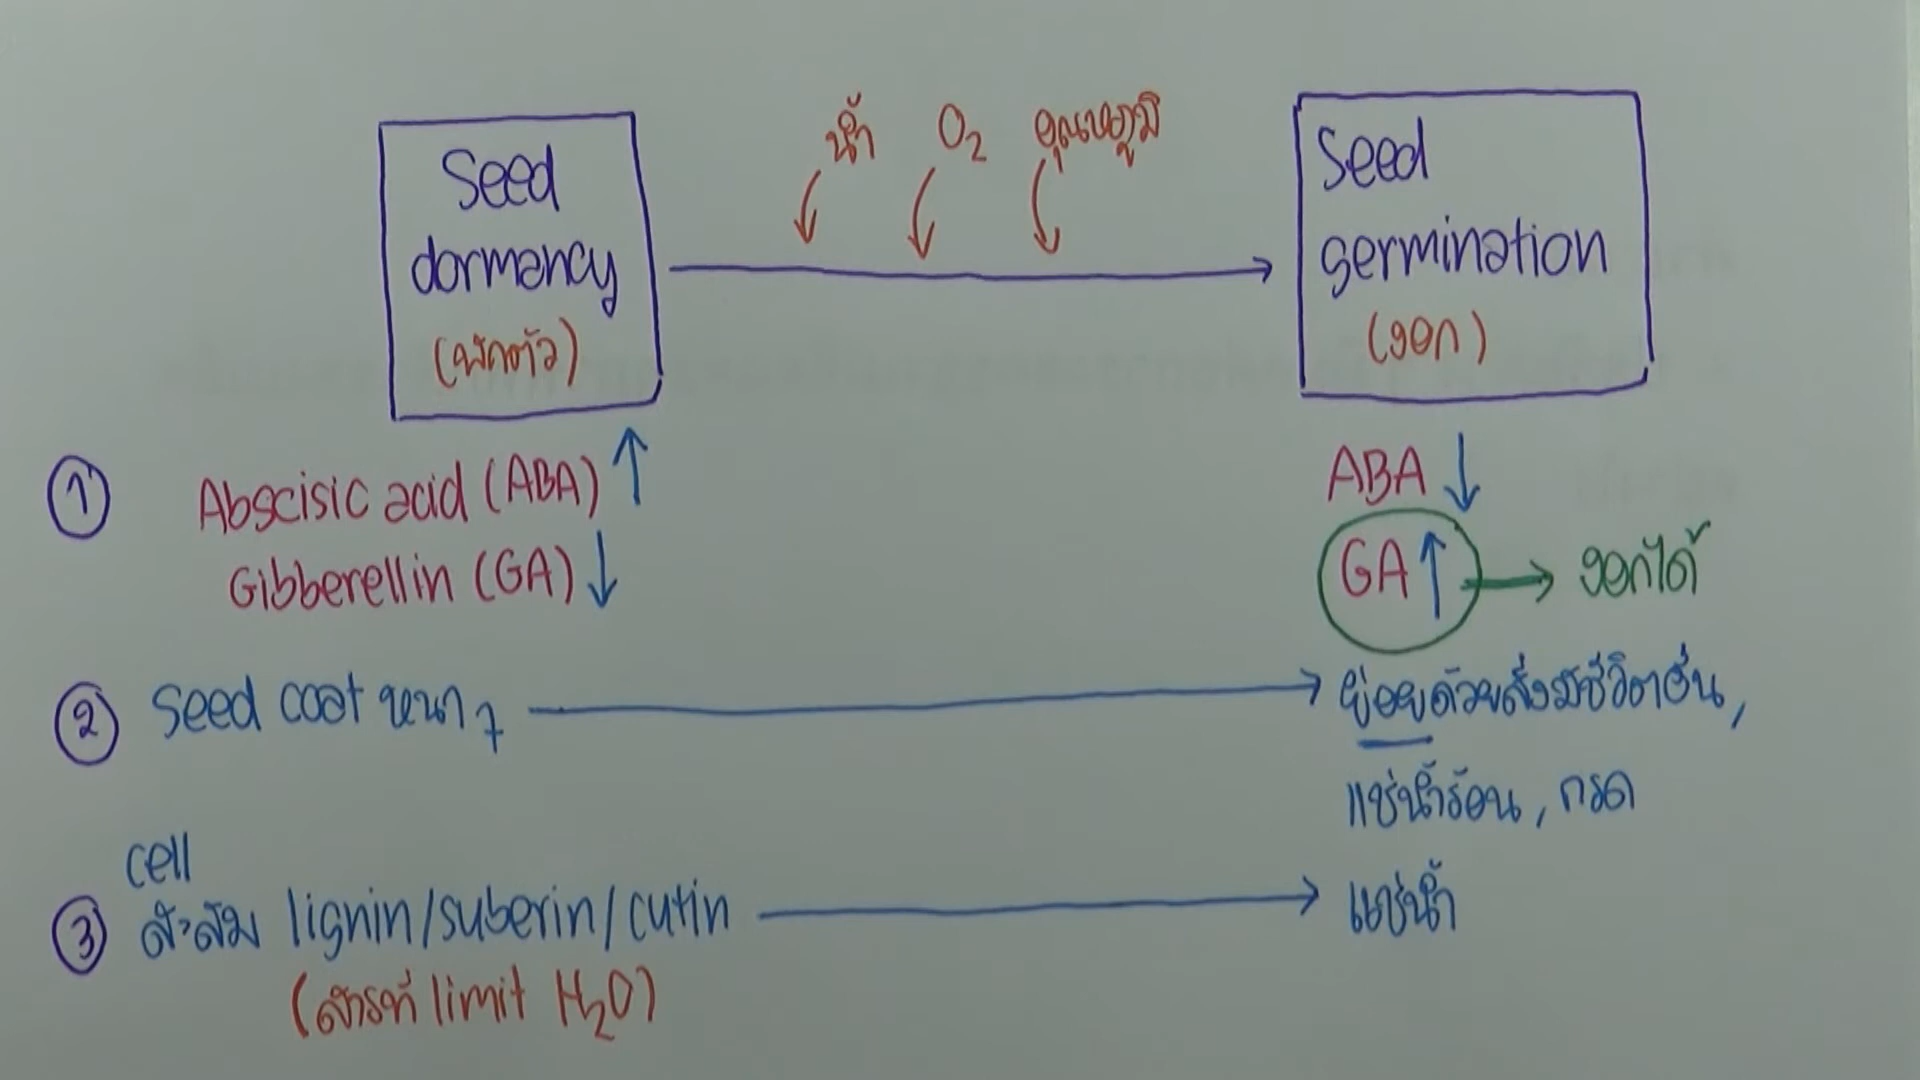 น้ำ O2 อุณหภูมิ
Seed
dormancy
(พักตัว)
Seed
germination
(งอก)
① Abscisic acid (ABA) ↑
Gibberellin (GA) ↓
ABA ↓
GA ↑ → งอกได้
② Seed coat หนา ๆ → ย่อยด้วยสิ่งมีชีวิตอื่น,
แช่น้ำร้อน, กรด
③ cell
สะสม lignin/suberin/cutin → แช่น้ำ
(สารที่ limit H2O)